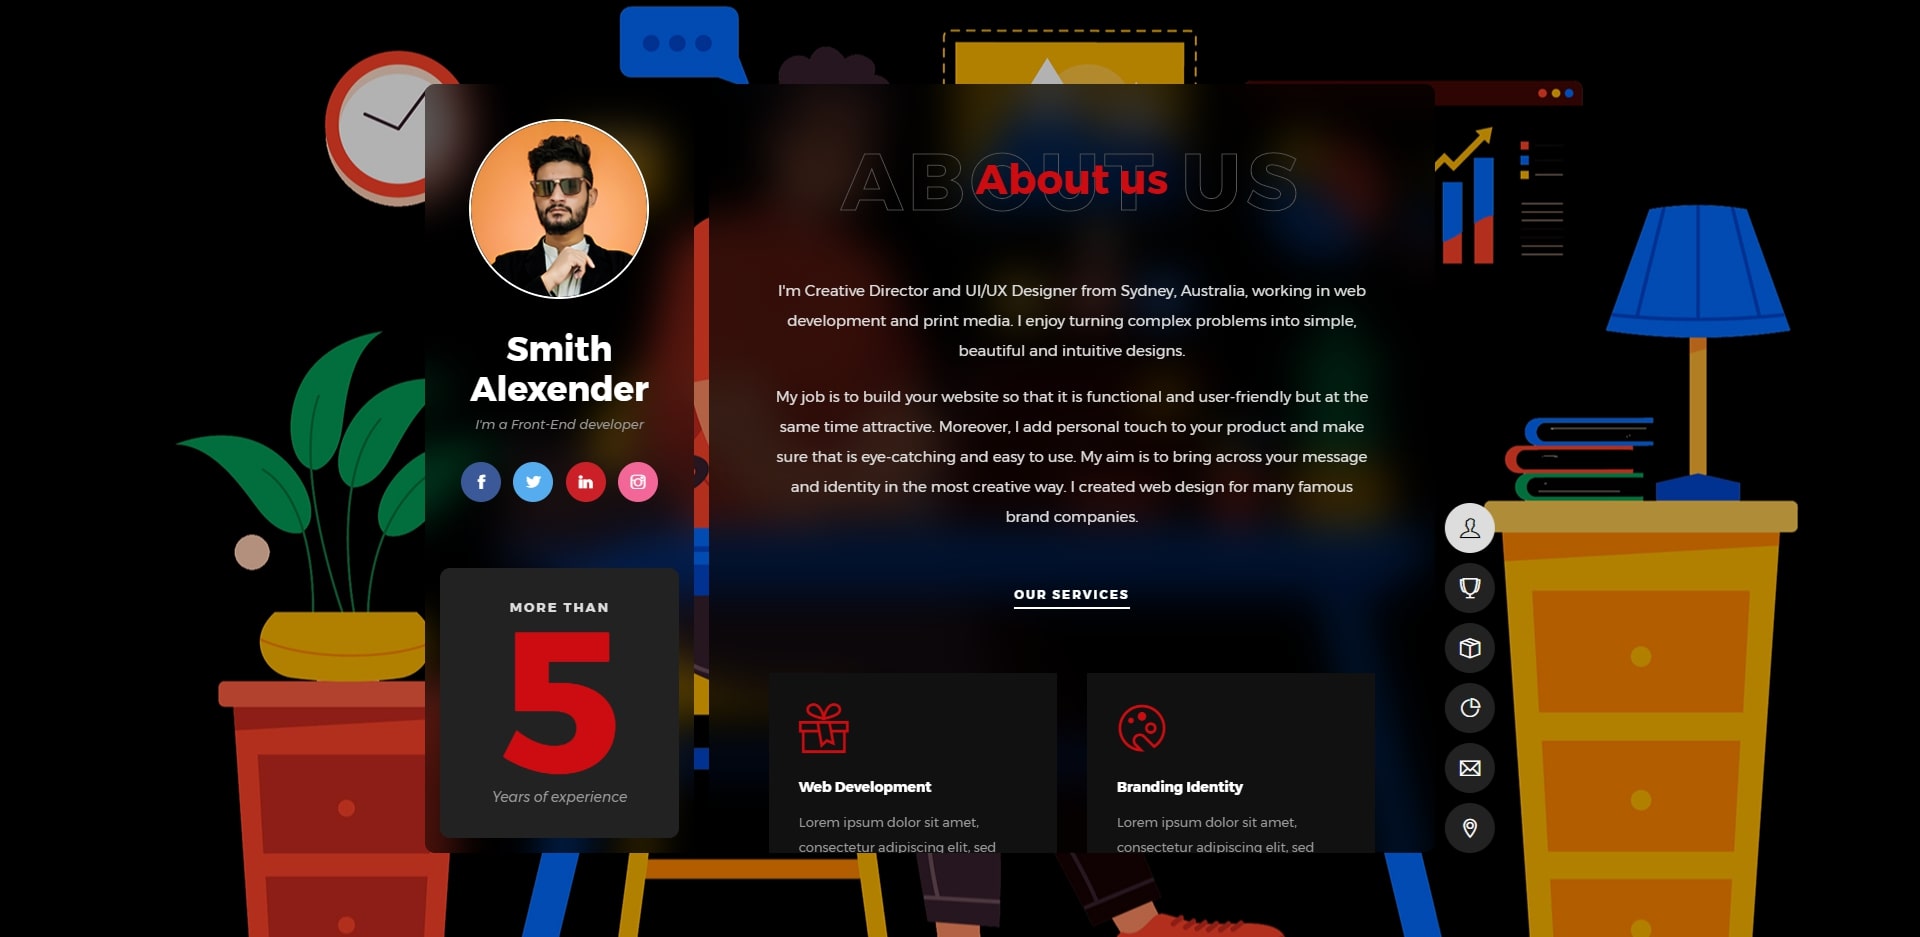 Smith
Alexender
I'm a Front-End developer
MORE THAN
5
Years of experience
ABOUT US
About us
I'm Creative Director and UI/UX Designer from Sydney, Australia, working in web
development and print media. I enjoy turning complex problems into simple,
beautiful and intuitive designs.
My job is to build your website so that it is functional and user-friendly but at the
same time attractive. Moreover, I add personal touch to your product and make
sure that is eye-catching and easy to use. My aim is to bring across your message
and identity in the most creative way. I created web design for many famous
brand companies.
OUR SERVICES
Web Development
Lorem ipsum dolor sit amet,
consectetur adipiscing elit, sed
Branding Identity
Lorem ipsum dolor sit amet,
consectetur adipiscing elit, sed